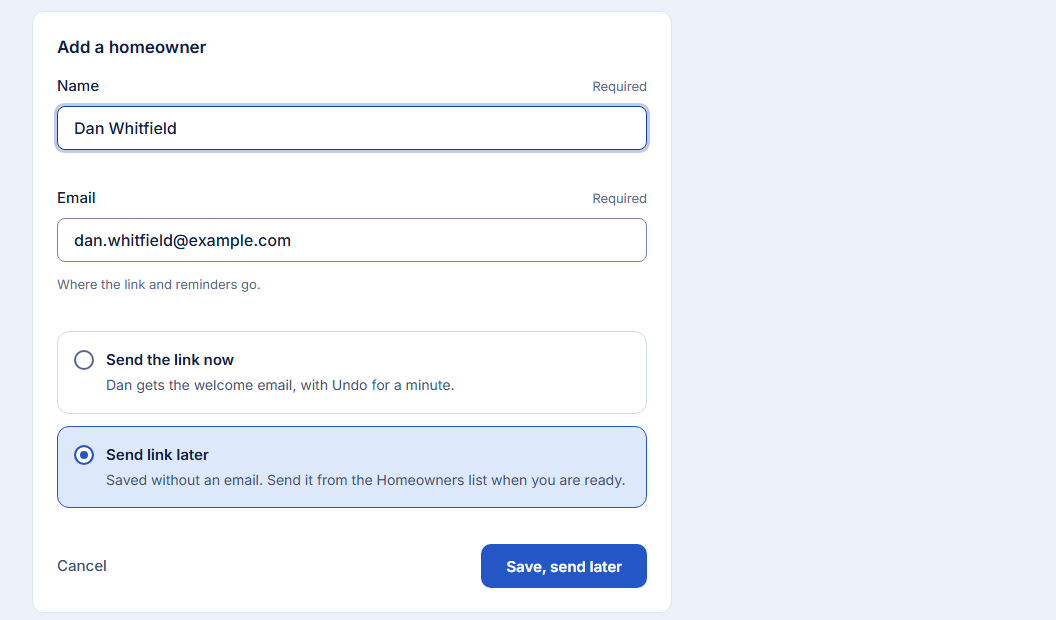 Add a homeowner
Name
Required
Dan Whitfield
Email
Required
dan.whitfield@example.com
Where the link and reminders go.
Send the link now
Dan gets the welcome email, with Undo for a minute.
Send link later
Saved without an email. Send it from the Homeowners list when you are ready.
Cancel
Save, send later